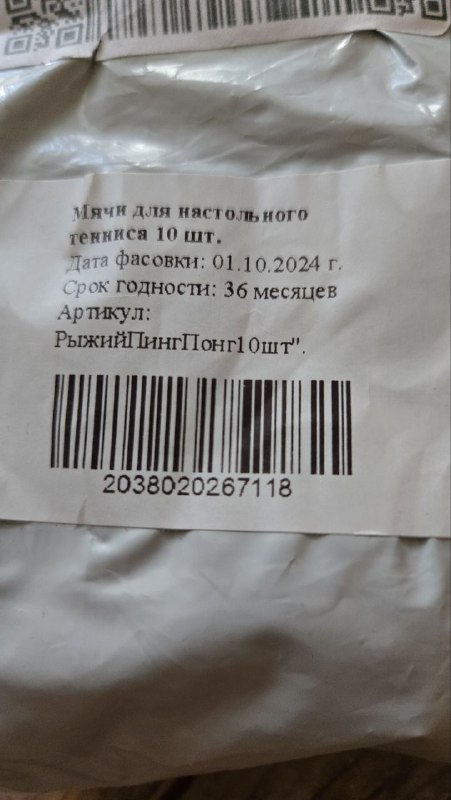 Мячи для настольного
тенниса 10 шт.
Дата фасовки: 01.10.2024 г.
Срок годности: 36 месяцев
Артикул:
РыжийПингПонг10шт".
2038020267118